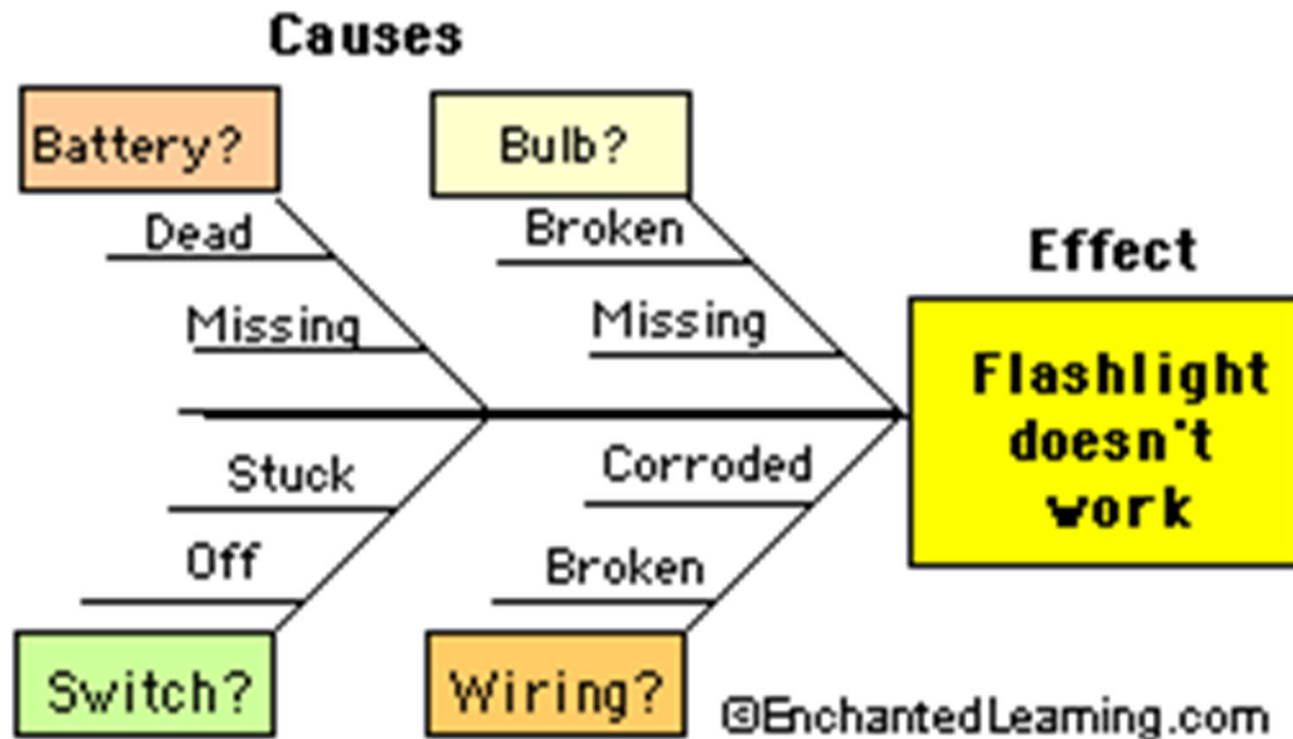 Causes
Battery?
Bulb?
Dead
Broken
Missing
Missing
Effect
Flashlight
doesn't
work
Stuck
Corroded
Off
Broken
Switch?
Wiring?
©EnchantedLearning.com